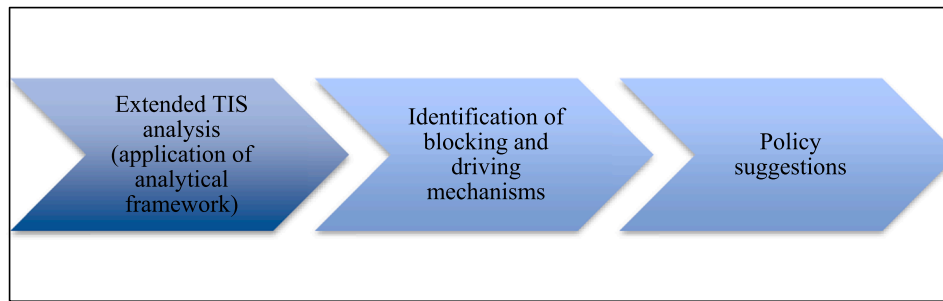 Extended TIS
analysis
(application of
analytical
framework)
Identification of
blocking and
driving
mechanisms
Policy
suggestions